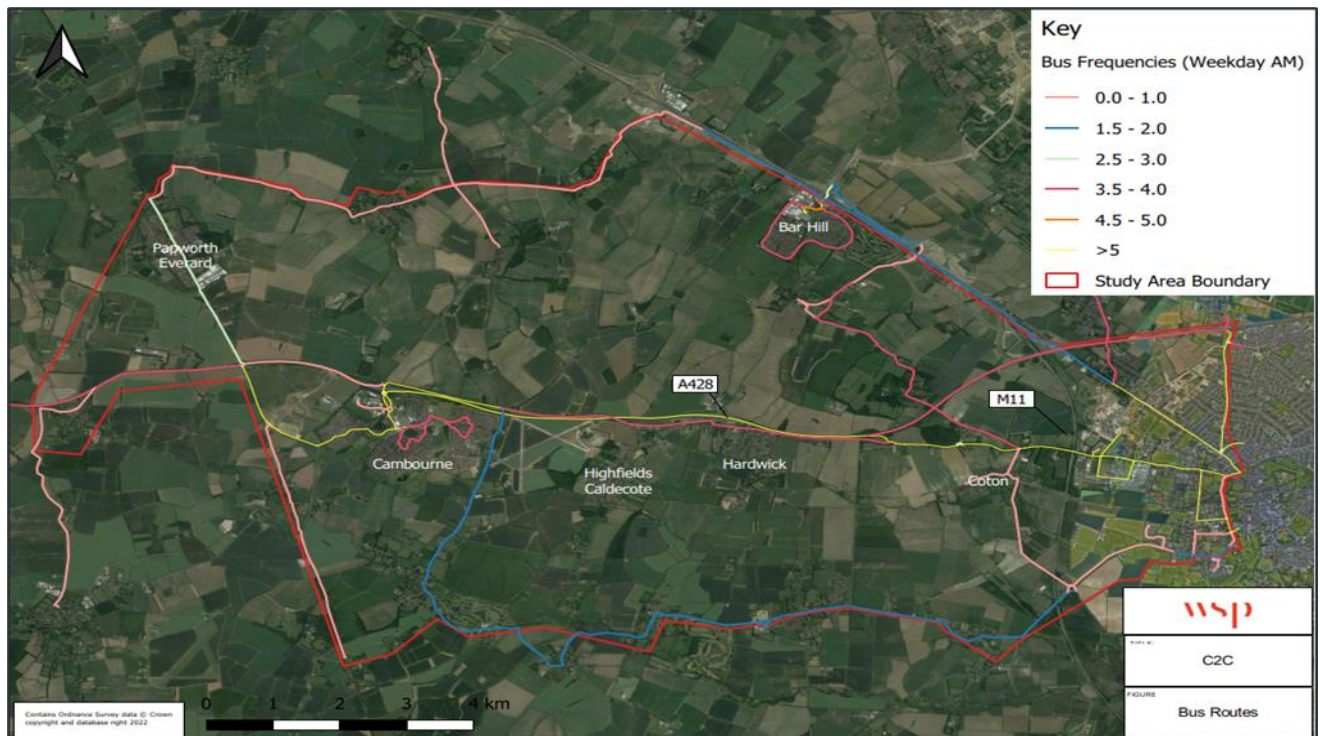 Key
Bus Frequencies (Weekday AM)
0.0 - 1.0
1.5 - 2.0
2.5 - 3.0
3.5 - 4.0
4.5 - 5.0
>5
Study Area Boundary
Bar Hill
Papworth
Everard
A428
M11
Cambourne
Highfields
Caldecote
Hardwick
Coton
0 1 2 3 4 km
Contains Ordnance Survey data © Crown
copyright and database right 2022
wsp
C2C
FIGURE
Bus Routes